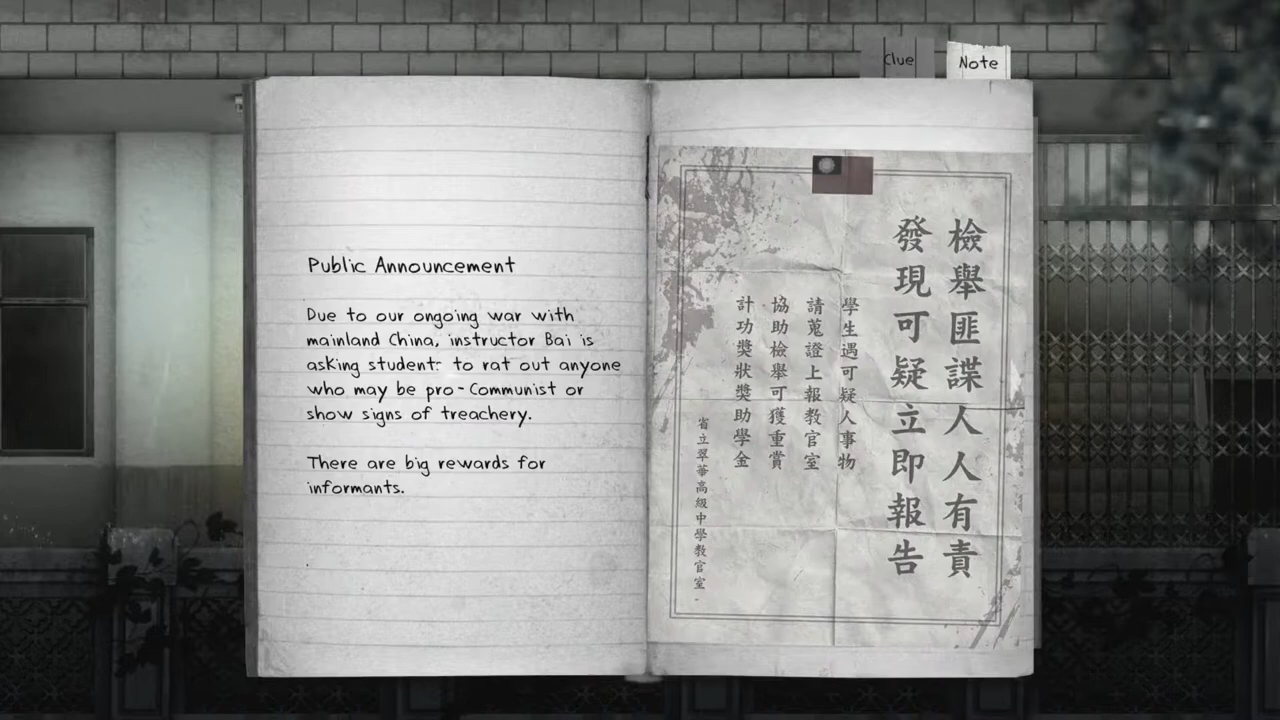 Clue
Note
Public Announcement
Due to our ongoing war with
mainland China, instructor Bai is
asking students to rat out anyone
who may be pro-Communist or
show signs of treachery.
There are big rewards for
informants.
檢舉匪諜人人有責
發現可疑立即報告
學生遇可疑人事物
請蒐證上報教官室
協助檢舉可獲重賞
計功獎狀獎助學金
省立翠華高級中學教官室